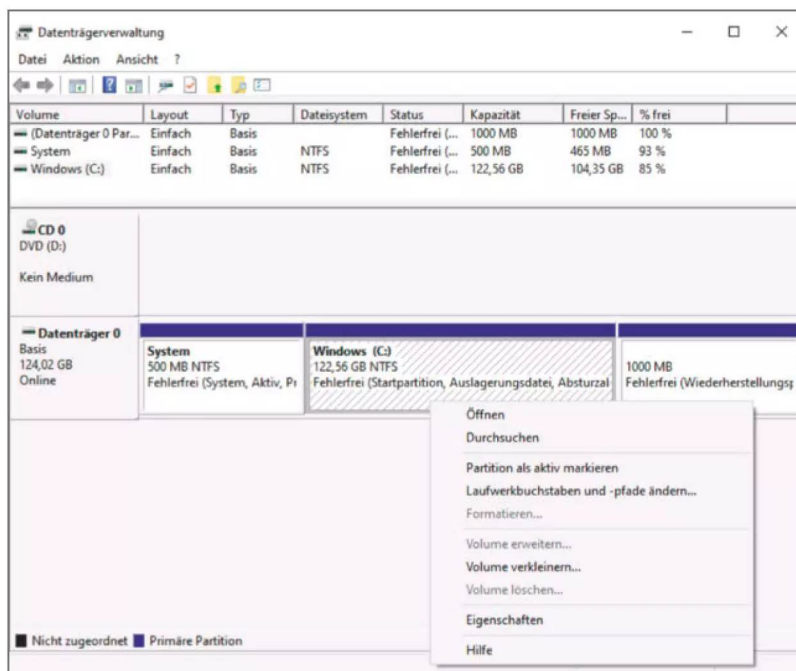 Datenträgerverwaltung
Datei Aktion Ansicht ?
Volume Layout Typ Dateisystem Status Kapazität Freier Sp... % frei
(Datenträger 0 Par... Einfach Basis Fehlerfrei (... 1000 MB 1000 MB 100 %
System Einfach Basis NTFS Fehlerfrei (... 500 MB 465 MB 93 %
Windows (C:) Einfach Basis NTFS Fehlerfrei (... 122,56 GB 104,35 GB 85 %
CD 0
DVD (D:)
Kein Medium
Datenträger 0
Basis
124,02 GB
Online
System
500 MB NTFS
Fehlerfrei (System, Aktiv, Pr
Windows (C:)
122,56 GB NTFS
Fehlerfrei (Startpartition, Auslagerungsdatei, Absturzal
1000 MB
Fehlerfrei (Wiederherstellungsp
Öffnen
Durchsuchen
Partition als aktiv markieren
Laufwerkbuchstaben und -pfade ändern...
Formatieren...
Volume erweitern...
Volume verkleinern...
Volume löschen...
Eigenschaften
Hilfe
Nicht zugeordnet Primäre Partition